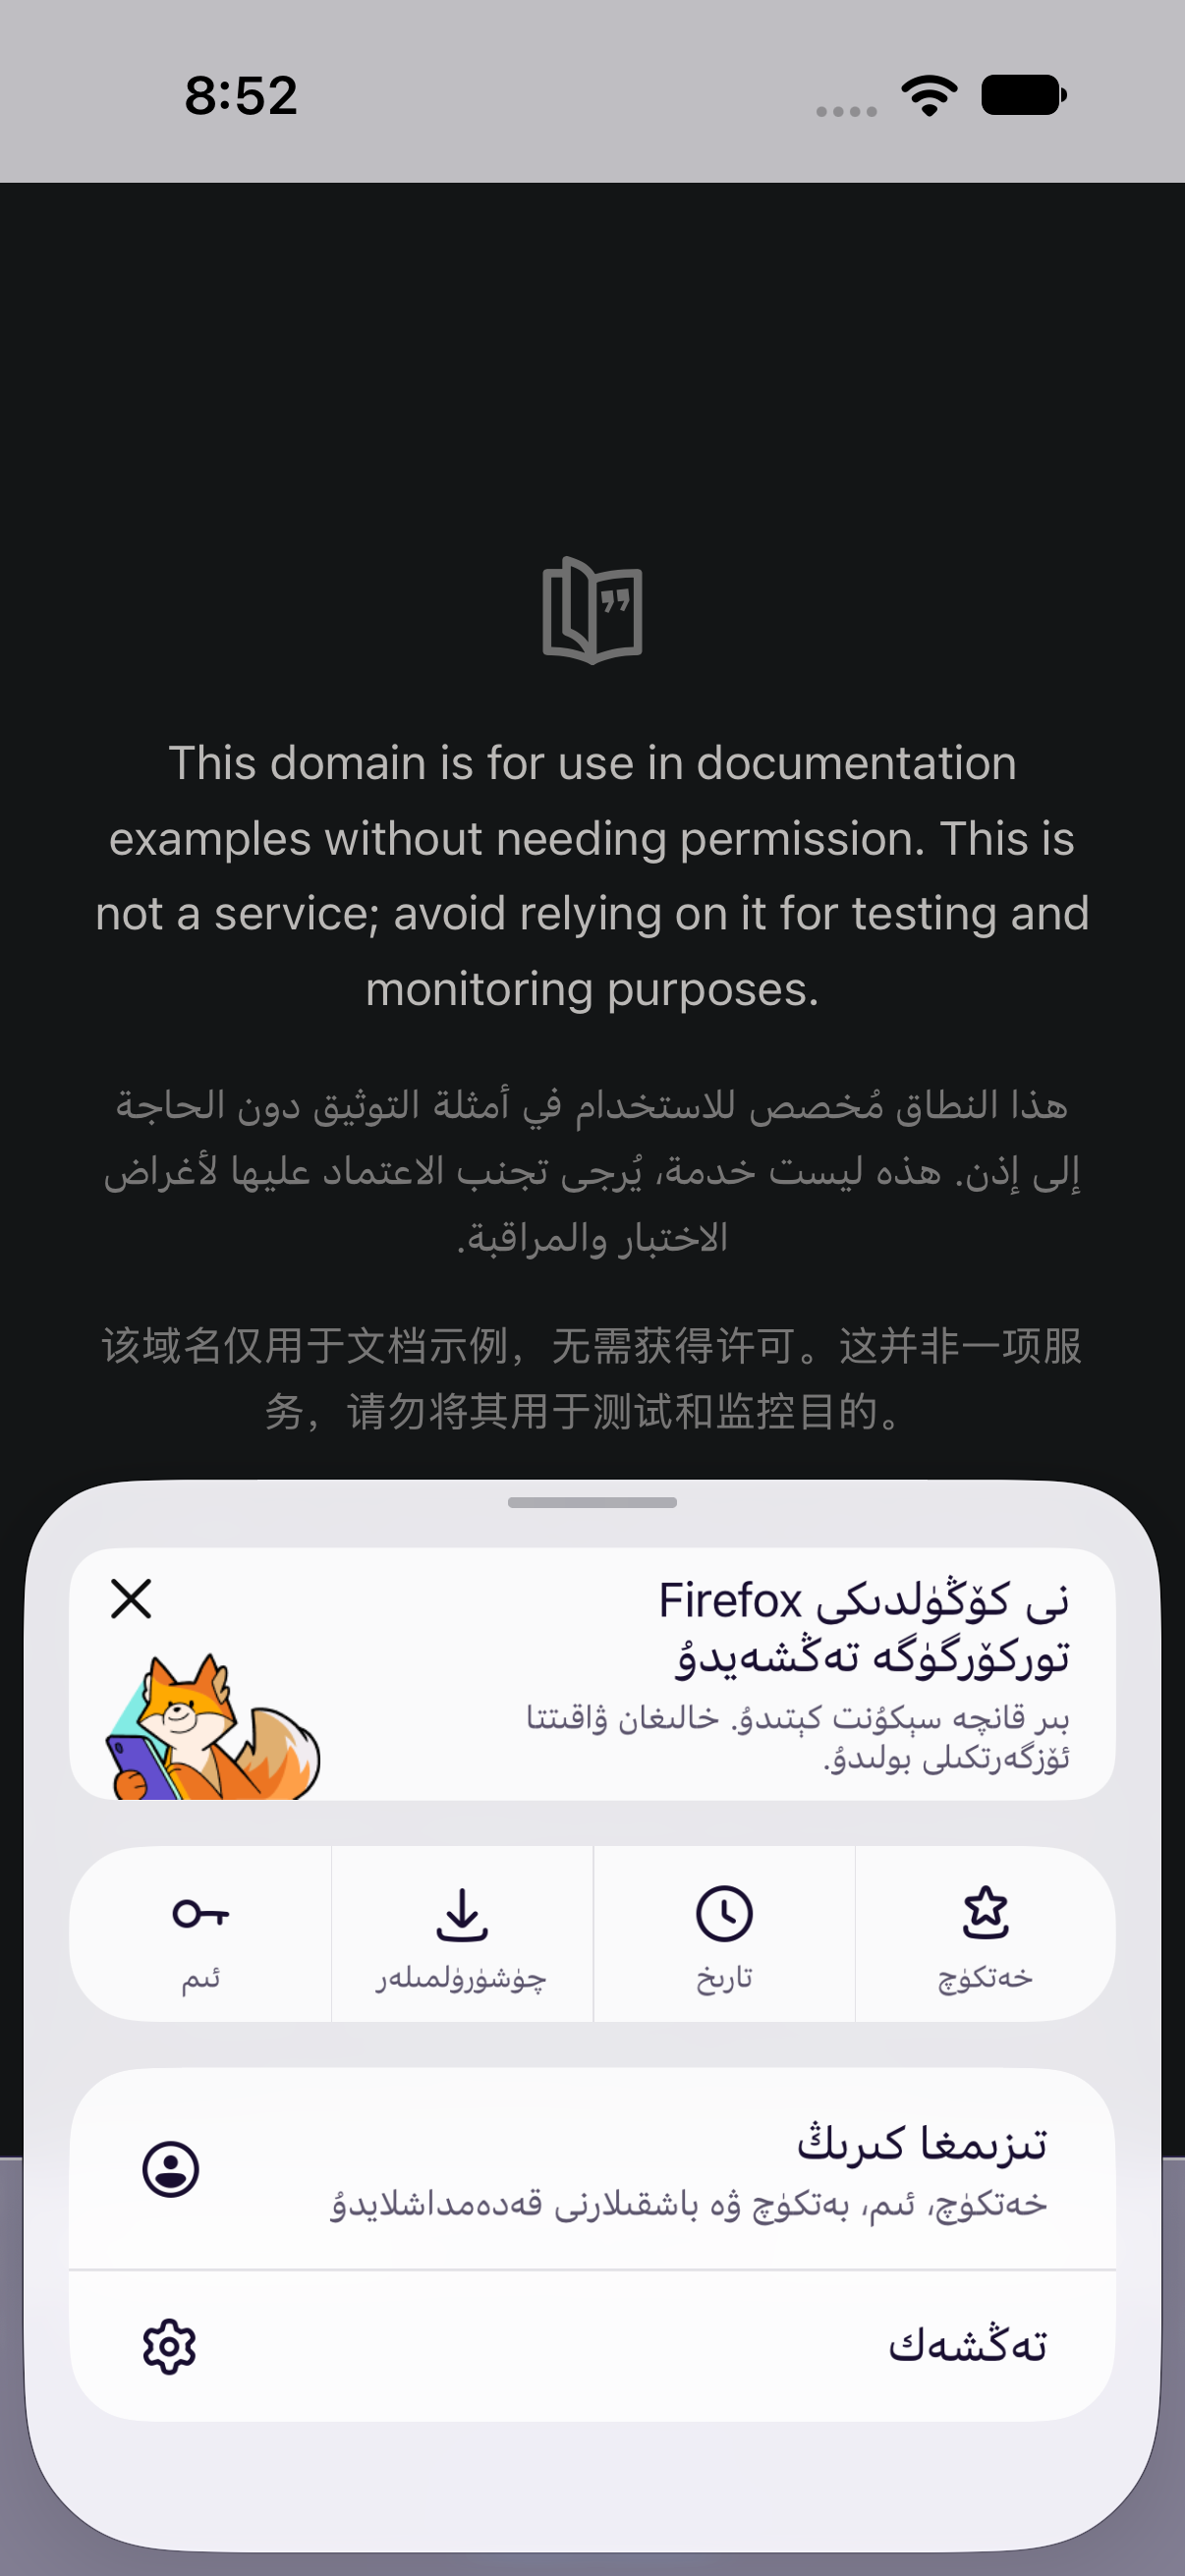 8:52
This domain is for use in documentation
examples without needing permission. This is
not a service; avoid relying on it for testing and
monitoring purposes.
هذا النطاق مُخصص للاستخدام في أمثلة التوثيق دون الحاجة
إلى إذن. هذه ليست خدمة، يُرجى تجنب الاعتماد عليها لأغراض
الاختبار والمراقبة.
该域名仅用于文档示例，无需获得许可。这并非一项服
务，请勿将其用于测试和监控目的。
نى كۆڭۈلدىكى Firefox
توركۆرگۈگە تەڭشەيدۇ
بىر قانچە سېكۇنت كېتىدۇ. خالىغان ۋاقىتتا
ئۆزگەرتكىلى بولىدۇ.
خەتكۈچ
تارىخ
چۈشۈرۈلمىلەر
ئىم
تىزىمغا كىرىڭ
خەتكۈچ، ئىم، بەتكۈچ ۋە باشقىلارنى قەدەمداشلايدۇ
تەڭشەك